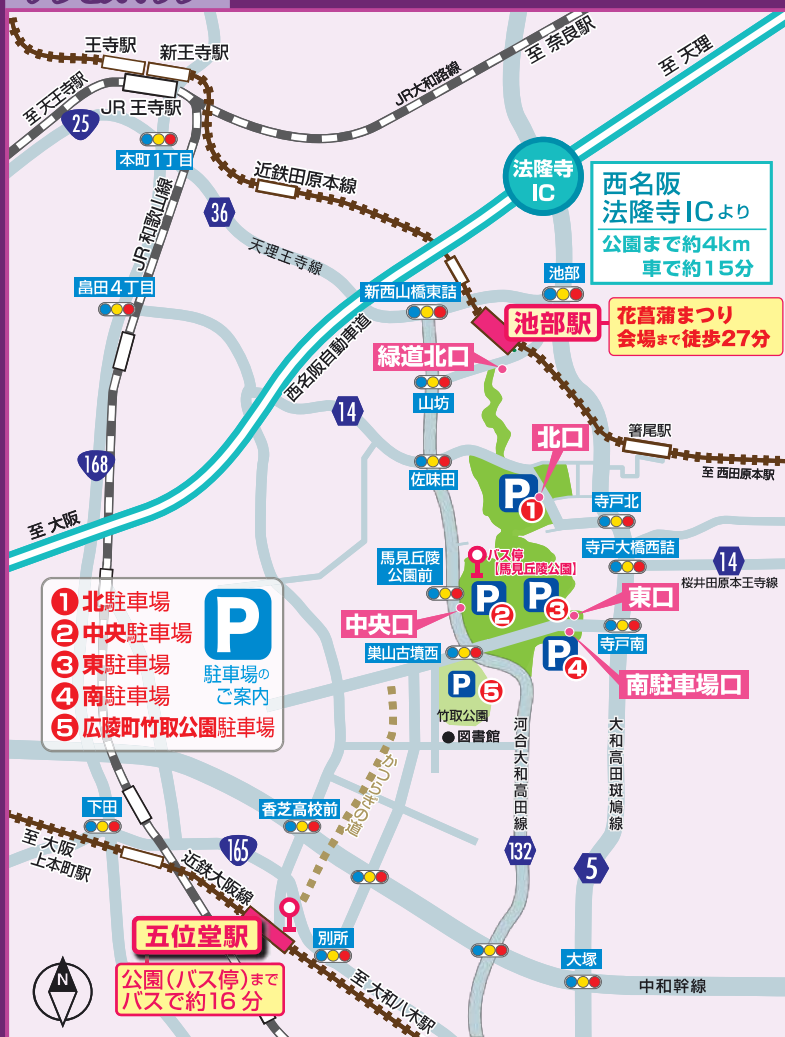 王寺駅
新王寺駅
至 奈良駅
至 天理
至 天王寺駅
JR 王寺駅
JR大和路線
25
本町1丁目
近鉄田原本線
法隆寺
IC
西名阪
法隆寺ICより
公園まで約4km
車で約15分
36
JR和歌山線
天理王寺線
畠田4丁目
新西山橋東詰
池部
池部駅
花菖蒲まつり
会場まで徒歩27分
西名阪自動車道
緑道北口
山坊
14
北口
箸尾駅
168
佐味田
至 西田原本駅
P
1
寺戸北
至 大阪
馬見丘陵
公園前
バス停
【馬見丘陵公園】
寺戸大橋西詰
14
桜井田原本王寺線
1 北駐車場
2 中央駐車場
3 東駐車場
4 南駐車場
5 広陵町竹取公園駐車場
P
駐車場の
ご案内
中央口
P
2
P
3
東口
寺戸南
巣山古墳西
P
4
南駐車場口
P
5
竹取公園
図書館
かつらぎの道
河合大和高田線
大和高田斑鳩線
下田
香芝高校前
至 大阪
上本町駅
165
近鉄大阪線
132
5
五位堂駅
別所
大塚
公園(バス停)まで
バスで約16分
至 大和八木駅
中和幹線
N